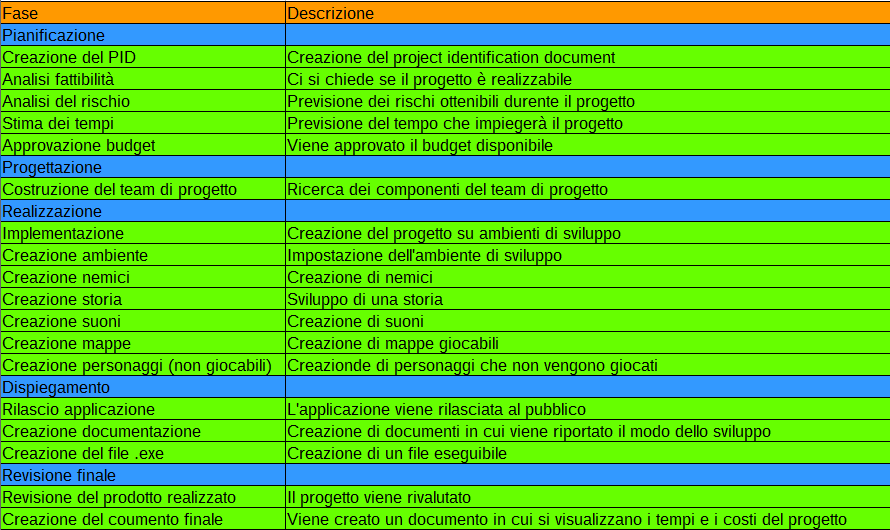 Fase Descrizione
Pianificazione
Creazione del PID Creazione del project identification document
Analisi fattibilità Ci si chiede se il progetto è realizzabile
Analisi del rischio Previsione dei rischi ottenibili durente il progetto
Stima dei tempi Previsione del tempo che impiegerà il progetto
Approvazione budget Viene approvato il budget disponibile
Progettazione
Costruzione del team di progetto Ricerca dei componenti del team di progetto
Realizzazione
Implementazione Creazione del progetto su ambienti di sviluppo
Creazione ambiente Impostazione dell'ambiente di sviluppo
Creazione nemici Creazione di nemici
Creazione storia Sviluppo di una storia
Creazione suoni Creazione di suoni
Creazione mappe Creazione di mappe giocabili
Creazione personaggi (non giocabili) Creazionde di personaggi che non vengono giocati
Dispiegamento
Rilascio applicazione L'applicazione viene rilasciata al pubblico
Creazione documentazione Creazione di documenti in cui viene riportato il modo dello sviluppo
Creazione del file .exe Creazione di un file eseguibile
Revisione finale
Revisione del prodotto realizzato Il progetto viene rivalutato
Creazione del coumento finale Viene creato un documento in cui si visualizzano i tempi e i costi del progetto